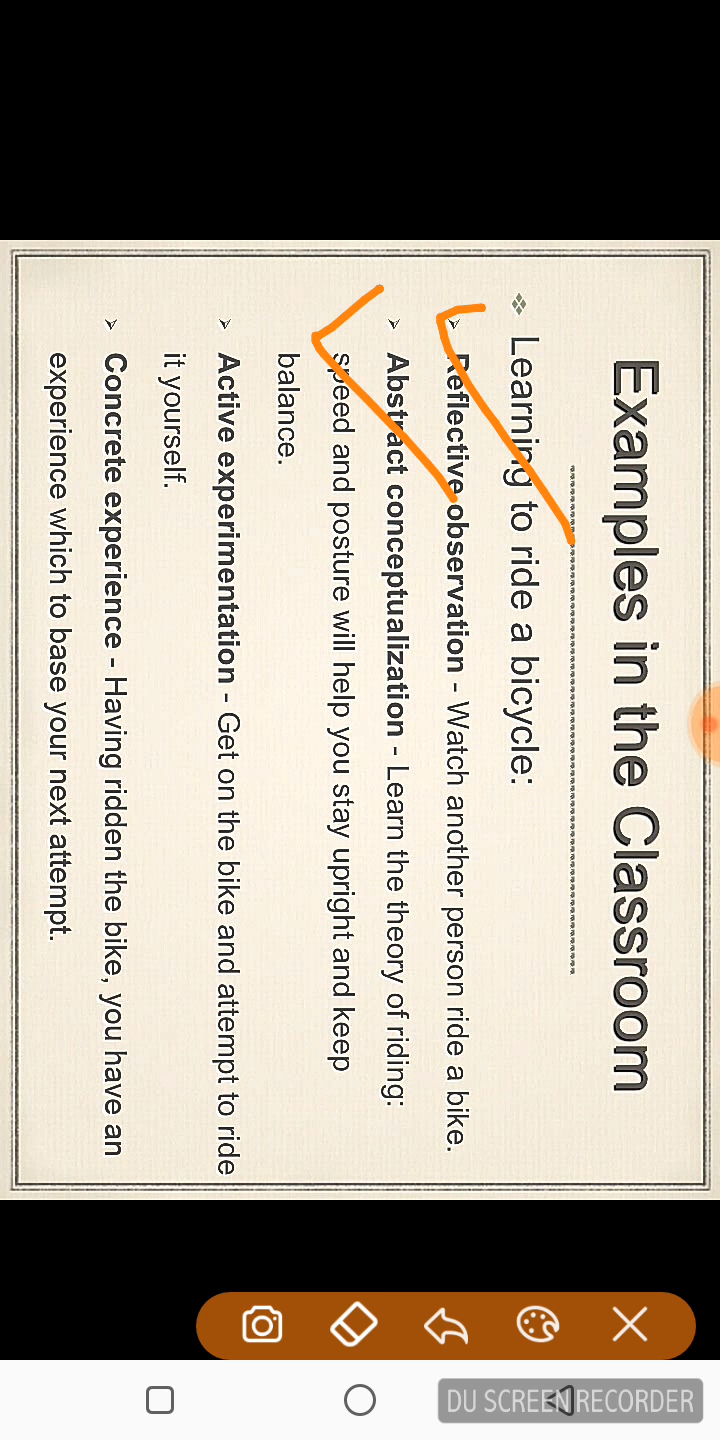 Examples in the Classroom
Learning to ride a bicycle:
Reflective observation - Watch another person ride a bike.
Abstract conceptualization - Learn the theory of riding:
speed and posture will help you stay upright and keep
balance.
Active experimentation - Get on the bike and attempt to ride
it yourself.
Concrete experience - Having ridden the bike, you have an
experience which to base your next attempt.
DU SCREEN RECORDER